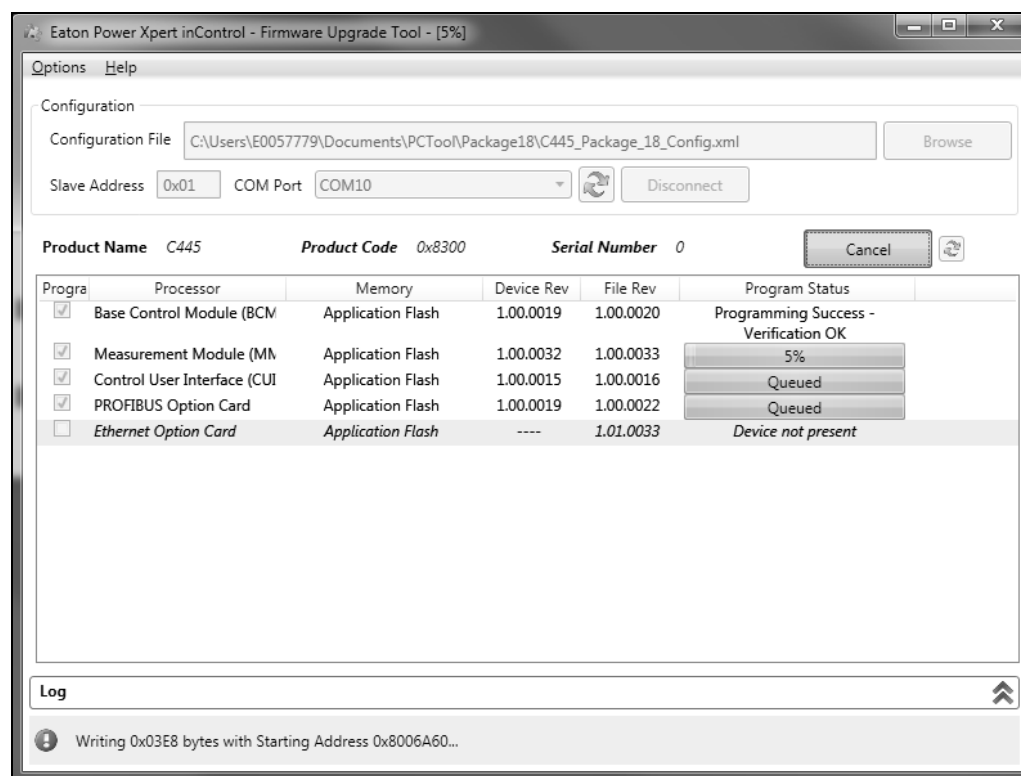 Eaton Power Xpert inControl - Firmware Upgrade Tool - [5%]
Options Help
Configuration
Configuration File C:\Users\E0057779\Documents\PCTool\Package18\C445_Package_18_Config.xml Browse
Slave Address 0x01 COM Port COM10 Disconnect
Product Name C445 Product Code 0x8300 Serial Number 0 Cancel
Progra Processor Memory Device Rev File Rev Program Status
Base Control Module (BCM Application Flash 1.00.0019 1.00.0020 Programming Success -
Verification OK
Measurement Module (MM Application Flash 1.00.0032 1.00.0033 5%
Control User Interface (CUI Application Flash 1.00.0015 1.00.0016 Queued
PROFIBUS Option Card Application Flash 1.00.0019 1.00.0022 Queued
Ethernet Option Card Application Flash ---- 1.01.0033 Device not present
Log
Writing 0x03E8 bytes with Starting Address 0x8006A60...